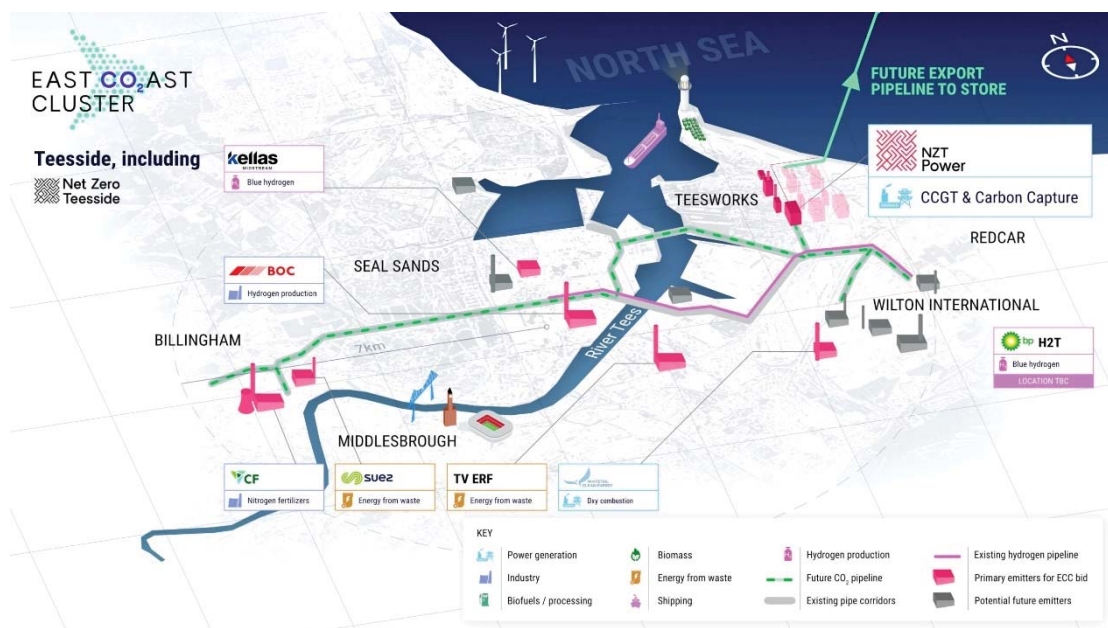 EAST CO₂AST
CLUSTER
Teesside, including
Net Zero
Teesside
NORTH SEA
N
FUTURE EXPORT
PIPELINE TO STORE
kellas
MIDSTREAM
Blue hydrogen
NZT
Power
CCGT & Carbon Capture
TEESWORKS
REDCAR
BOC
Hydrogen production
SEAL SANDS
WILTON INTERNATIONAL
BILLINGHAM
7km
River Tees
bp H2T
Blue hydrogen
LOCATION TBC
MIDDLESBROUGH
CF
Nitrogen fertilizers
suez
Energy from waste
TV ERF
Energy from waste
Oxy combustion
KEY
Power generation
Industry
Biofuels / processing
Biomass
Energy from waste
Shipping
Hydrogen production
Future CO₂ pipeline
Existing pipe corridors
Existing hydrogen pipeline
Primary emitters for ECC bid
Potential future emitters